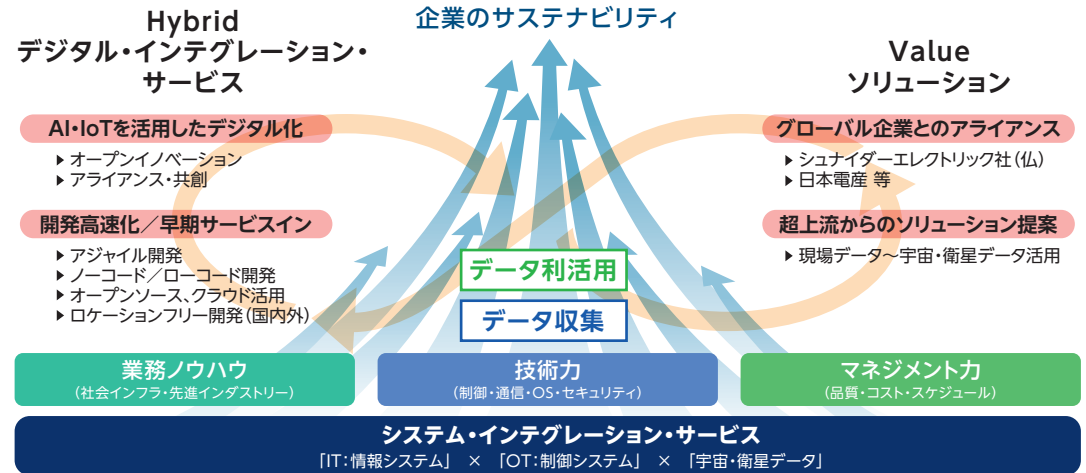 企業のサステナビリティ
Hybrid
デジタル・インテグレーション・
サービス
AI・IoTを活用したデジタル化
▶ オープンイノベーション
▶ アライアンス・共創
開発高速化／早期サービスイン
▶ アジャイル開発
▶ ノーコード／ローコード開発
▶ オープンソース、クラウド活用
▶ ロケーションフリー開発(国内外)
Value
ソリューション
グローバル企業とのアライアンス
▶ シュナイダーエレクトリック社(仏)
▶ 日本電産 等
超上流からのソリューション提案
▶ 現場データ～宇宙・衛星データ活用
データ利活用
データ収集
業務ノウハウ
(社会インフラ・先進インダストリー)
技術力
(制御・通信・OS・セキュリティ)
マネジメント力
(品質・コスト・スケジュール)
システム・インテグレーション・サービス
「IT:情報システム」 × 「OT:制御システム」 × 「宇宙・衛星データ」